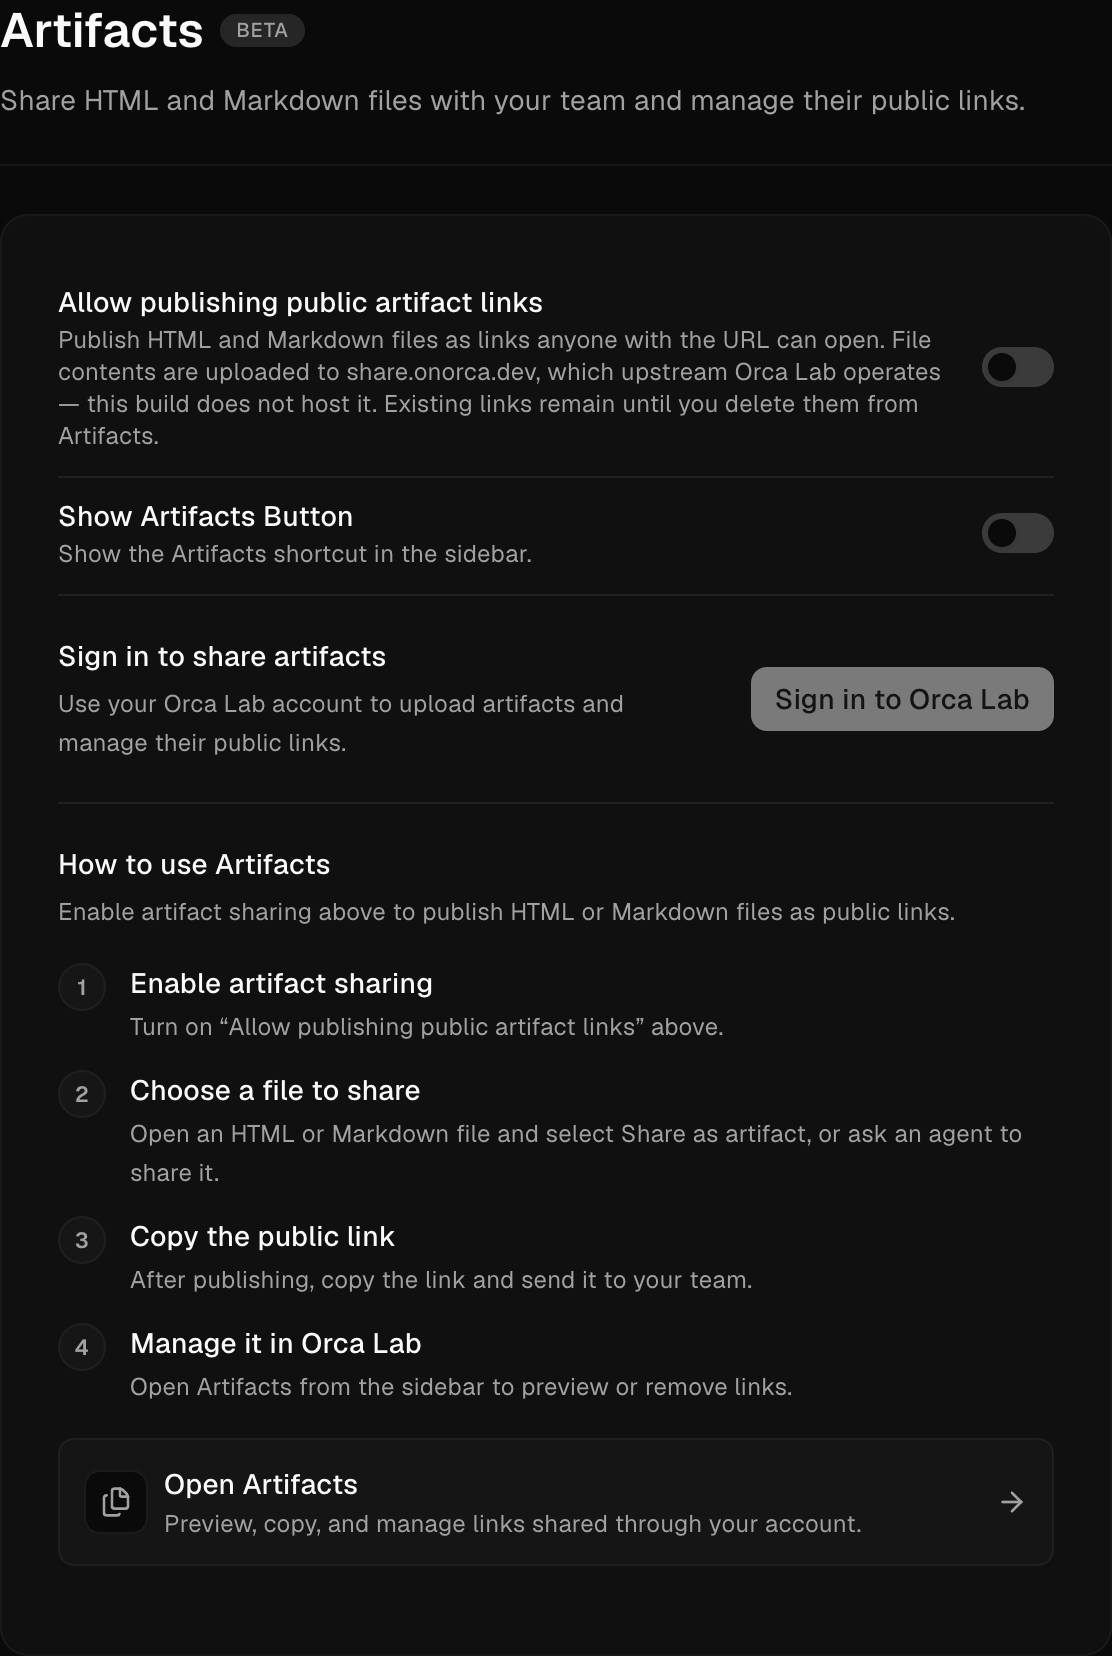 Artifacts BETA
Share HTML and Markdown files with your team and manage their public links.
Allow publishing public artifact links
Publish HTML and Markdown files as links anyone with the URL can open. File
contents are uploaded to share.onorca.dev, which upstream Orca Lab operates
— this build does not host it. Existing links remain until you delete them from
Artifacts.
Show Artifacts Button
Show the Artifacts shortcut in the sidebar.
Sign in to share artifacts
Use your Orca Lab account to upload artifacts and
manage their public links.
Sign in to Orca Lab
How to use Artifacts
Enable artifact sharing above to publish HTML or Markdown files as public links.
1 Enable artifact sharing
Turn on “Allow publishing public artifact links” above.
2 Choose a file to share
Open an HTML or Markdown file and select Share as artifact, or ask an agent to
share it.
3 Copy the public link
After publishing, copy the link and send it to your team.
4 Manage it in Orca Lab
Open Artifacts from the sidebar to preview or remove links.
Open Artifacts
Preview, copy, and manage links shared through your account.